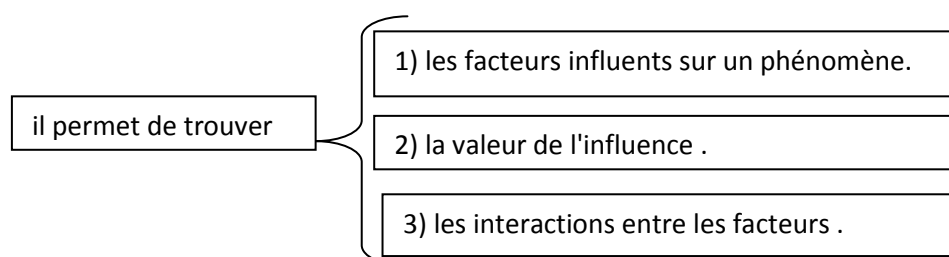 1) les facteurs influents sur un phénomène.
il permet de trouver
2) la valeur de l'influence .
3) les interactions entre les facteurs .